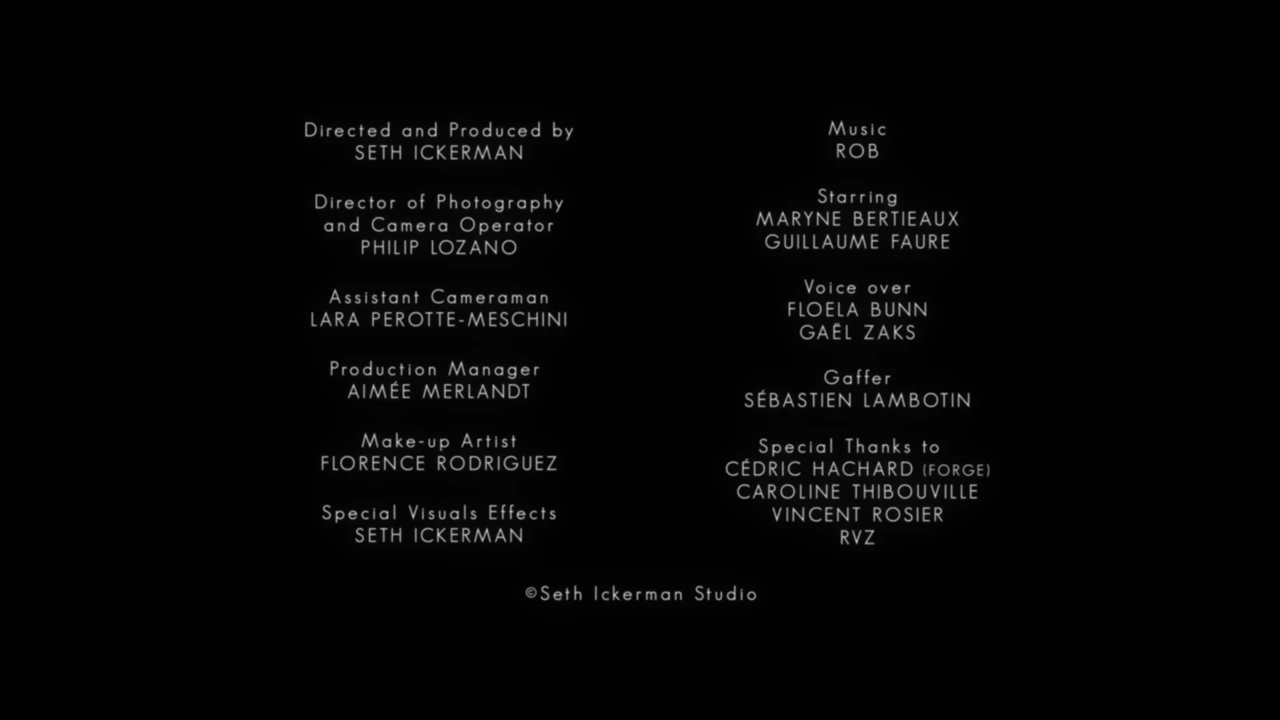 Directed and Produced by
SETH ICKERMAN
Director of Photography
and Camera Operator
PHILIP LOZANO
Assistant Cameraman
LARA PEROTTE-MESCHINI
Production Manager
AIMÉE MERLANDT
Make-up Artist
FLORENCE RODRIGUEZ
Special Visuals Effects
SETH ICKERMAN
Music
ROB
Starring
MARYNE BERTIEAUX
GUILLAUME FAURE
Voice over
FLOELA BUNN
GAËL ZAKS
Gaffer
SÉBASTIEN LAMBOTIN
Special Thanks to
CÉDRIC HACHARD (FORGE)
CAROLINE THIBOUVILLE
VINCENT ROSIER
RVZ
©Seth Ickerman Studio